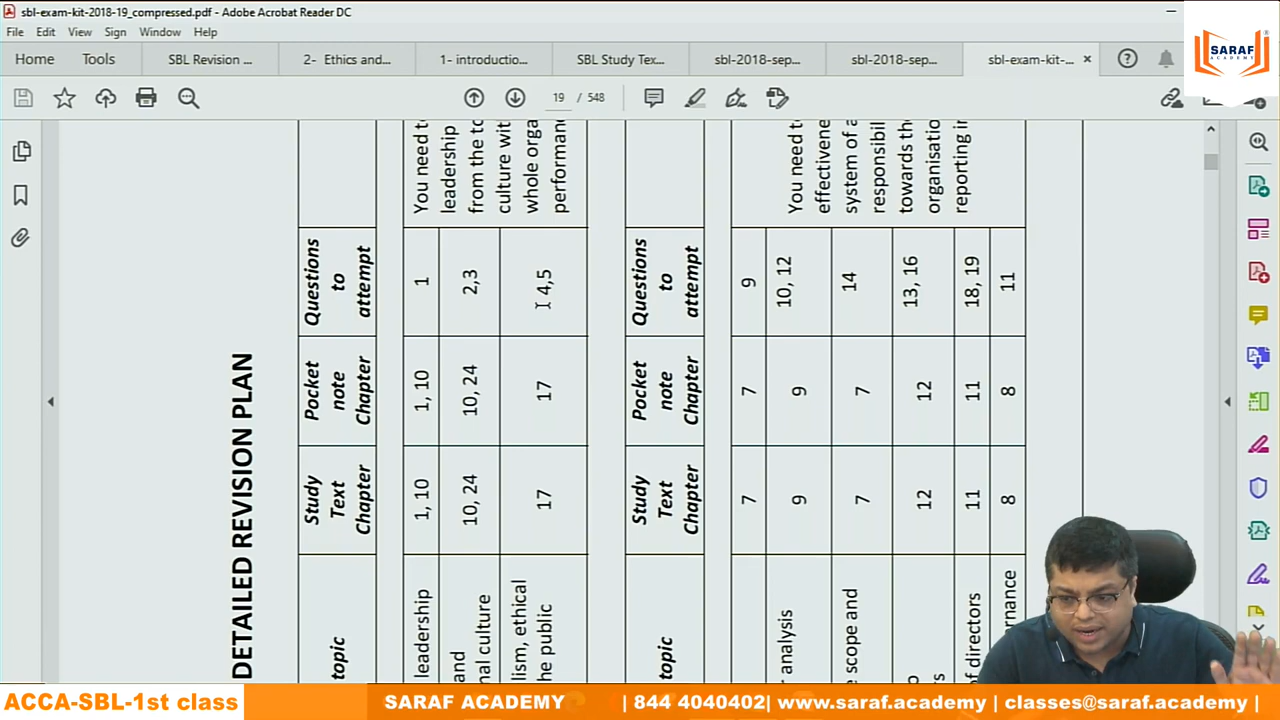 sbl-exam-kit-2018-19_compressed.pdf - Adobe Acrobat Reader DC
File Edit View Sign Window Help
Home Tools SBL Revision ... 2- Ethics and... 1- introductio... SBL Study Tex... sbl-2018-sep... sbl-2018-sep... sbl-exam-kit-... ×
SARAF
ACADEMY
19 / 548
DETAILED REVISION PLAN
topic
Study Text Chapter
Pocket note Chapter
Questions to attempt
leadership
1, 10
1, 10
1
You need t
leadership
from the to
culture wit
whole orga
performan
and
nal culture
10, 24
10, 24
2,3
lism, ethical
he public
17
17
4,5
topic
Study Text Chapter
Pocket note Chapter
Questions to attempt
7
7
9
analysis
9
9
10, 12
You need t
effectivene
system of a
responsibil
towards th
organisatio
reporting in
e scope and
7
7
14
12
12
13, 16
of directors
11
11
18, 19
rnance
8
8
11
ACCA-SBL-1st class
SARAF ACADEMY | 844 4040402| www.saraf.academy | classes@saraf.academy |